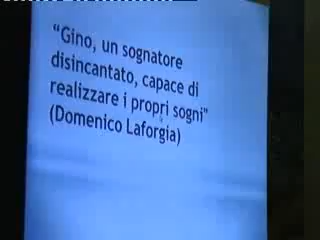 “Gino, un sognatore
disincantato, capace di
realizzare i propri sogni”
(Domenico Laforgia)